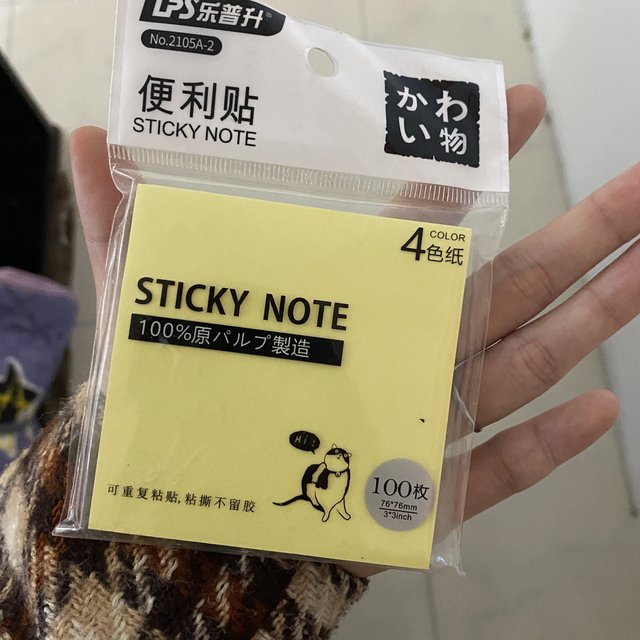 LPS乐普升®
No.2105A-2
便利贴
STICKY NOTE
かわ
いい物
4 COLOR
色纸
STICKY NOTE
100%原パルプ製造
Hi!
可重复粘贴,粘撕不留胶
100枚
76*76mm
3*3inch